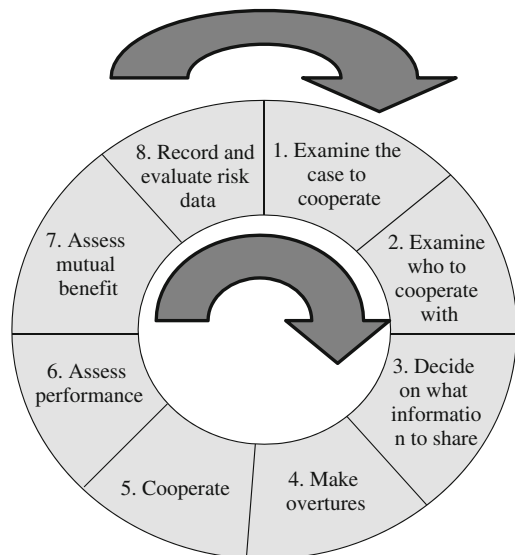 1. Examine the
case to
cooperate
2. Examine
who to
cooperate
with
3. Decide
on what
informatio
n to share
4. Make
overtures
5. Cooperate
6. Assess
performance
7. Assess
mutual
benefit
8. Record and
evaluate risk
data